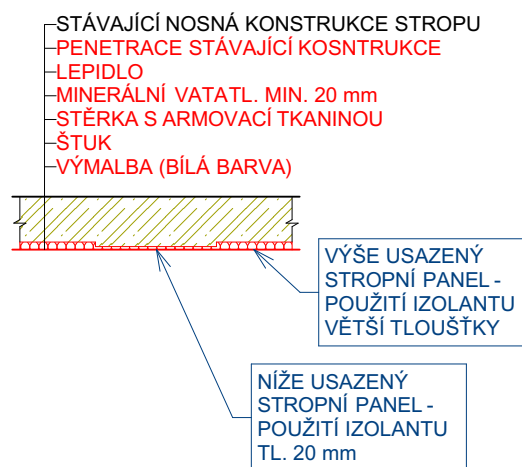 STÁVAJÍCÍ NOSNÁ KONSTRUKCE STROPU
PENETRACE STÁVAJÍCÍ KOSNTRUKCE
LEPIDLO
MINERÁLNÍ VATATL. MIN. 20 mm
STĚRKA S ARMOVACÍ TKANINOU
ŠTUK
VÝMALBA (BÍLÁ BARVA)
VÝŠE USAZENÝ
STROPNÍ PANEL -
POUŽITÍ IZOLANTU
VĚTŠÍ TLOUŠŤKY
NÍŽE USAZENÝ
STROPNÍ PANEL -
POUŽITÍ IZOLANTU
TL. 20 mm